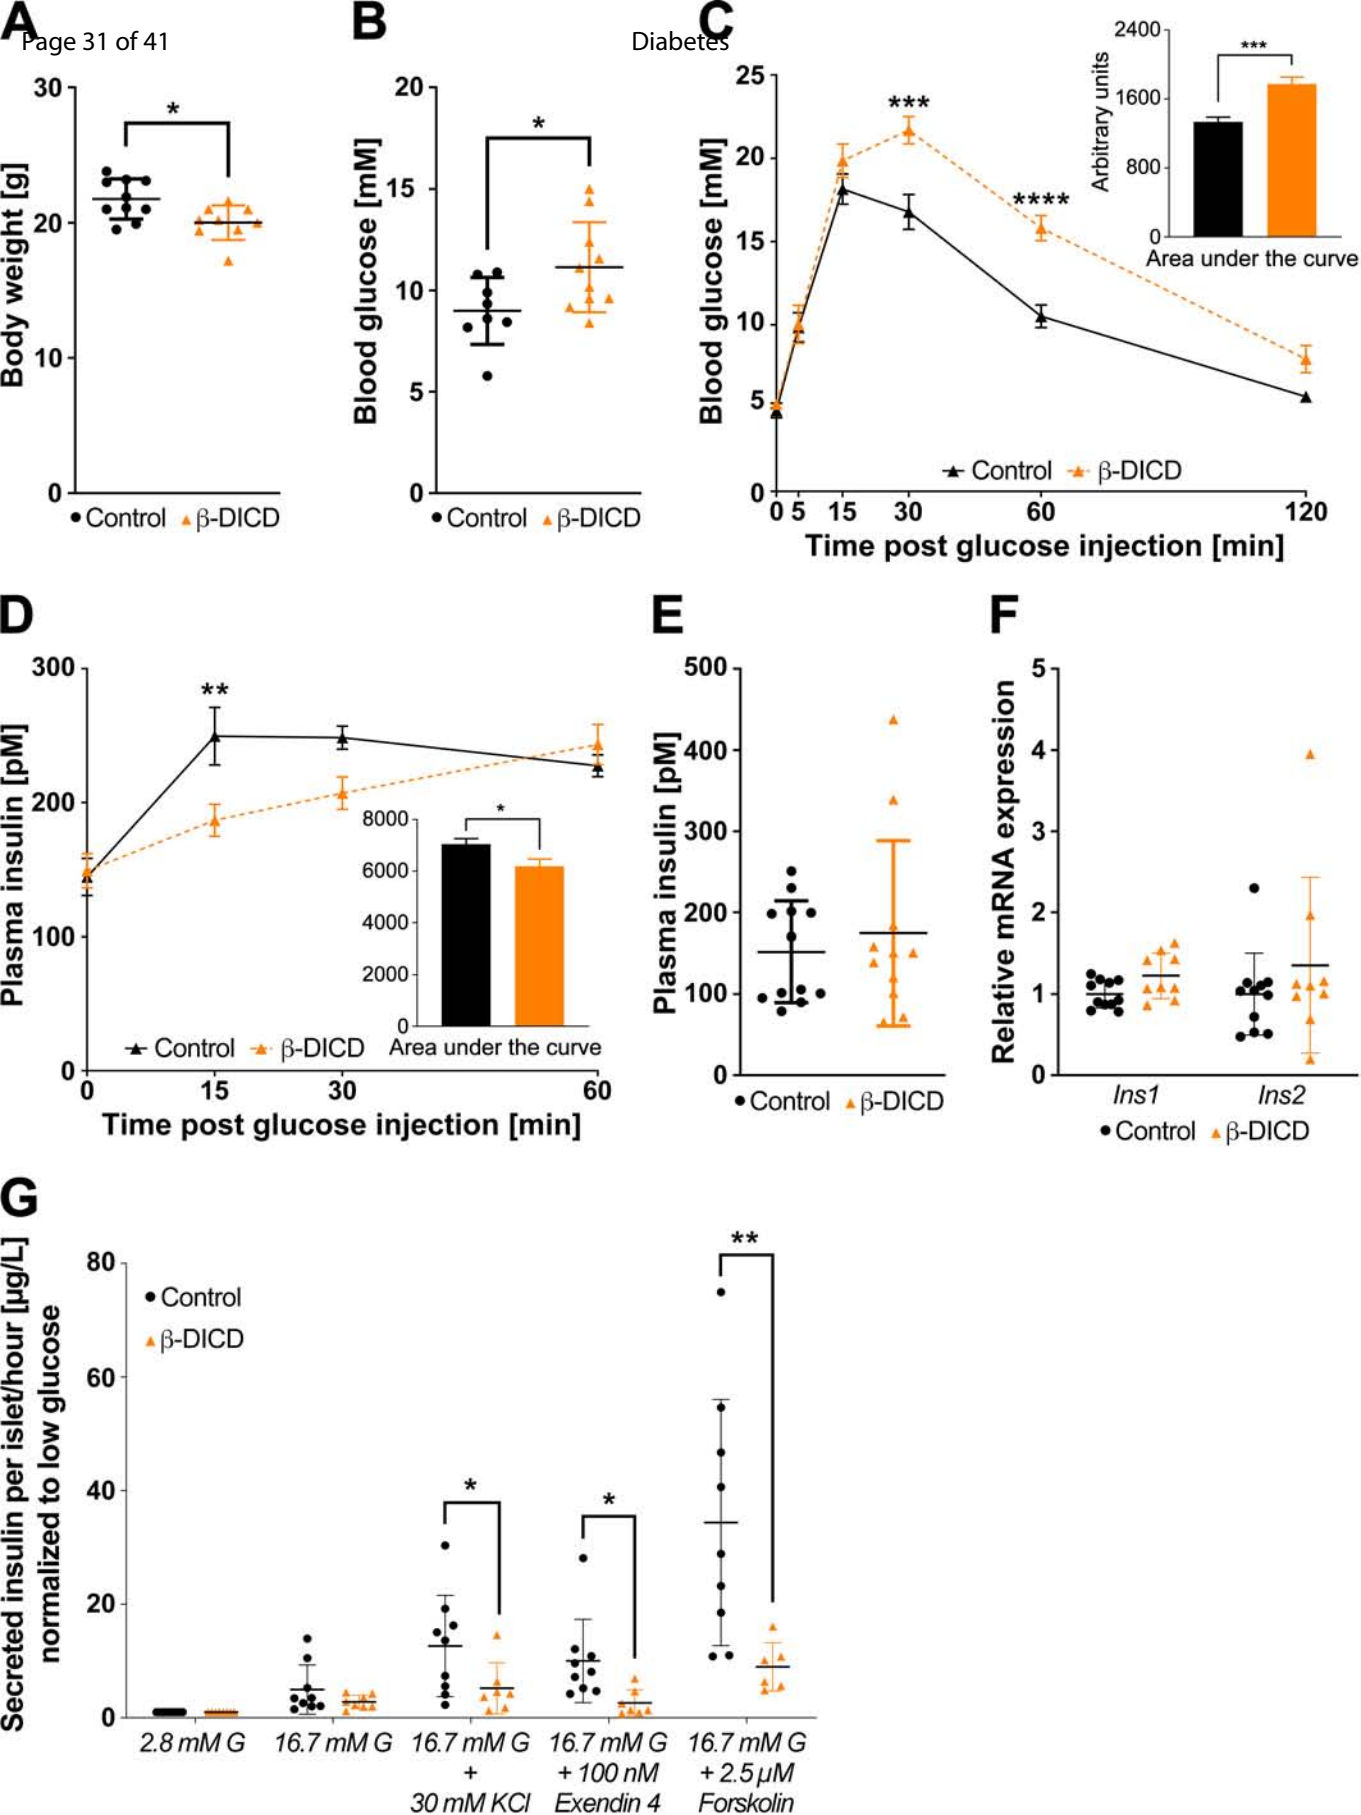 A
B
C
Page 31 of 41
Diabetes
30
20
10
0
Body weight [g]
*
Control
β-DICD
20
15
10
5
0
Blood glucose [mM]
*
Control
β-DICD
25
20
15
10
5
0
Blood glucose [mM]
***
****
Control
β-DICD
0 5 15 30 60 120
Time post glucose injection [min]
2400
1600
800
0
Arbitrary units
***
Area under the curve
D
E
F
300
200
100
0
Plasma insulin [pM]
**
Control
β-DICD
0 15 30 60
Time post glucose injection [min]
8000
6000
4000
2000
0
*
Area under the curve
500
400
300
200
100
0
Plasma insulin [pM]
Control
β-DICD
5
4
3
2
1
0
Relative mRNA expression
Ins1
Ins2
Control
β-DICD
G
80
60
40
20
0
Secreted insulin per islet/hour [µg/L]
normalized to low glucose
Control
β-DICD
*
*
**
2.8 mM G
16.7 mM G
16.7 mM G
+
30 mM KCl
16.7 mM G
+ 100 nM
Exendin 4
16.7 mM G
+ 2.5 µM
Forskolin